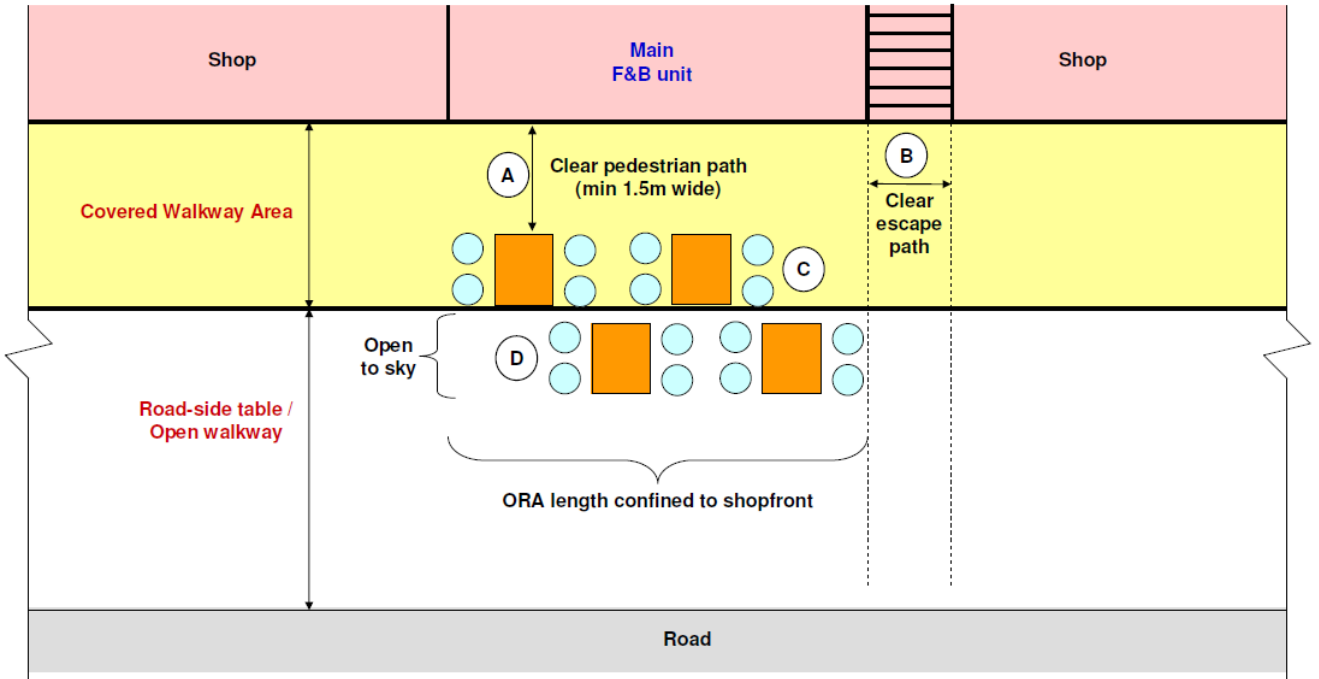 Shop
Main
F&B unit
Shop
A
Clear pedestrian path
(min 1.5m wide)
B
Clear
escape
path
Covered Walkway Area
C
Open
to sky
D
Road-side table /
Open walkway
ORA length confined to shopfront
Road